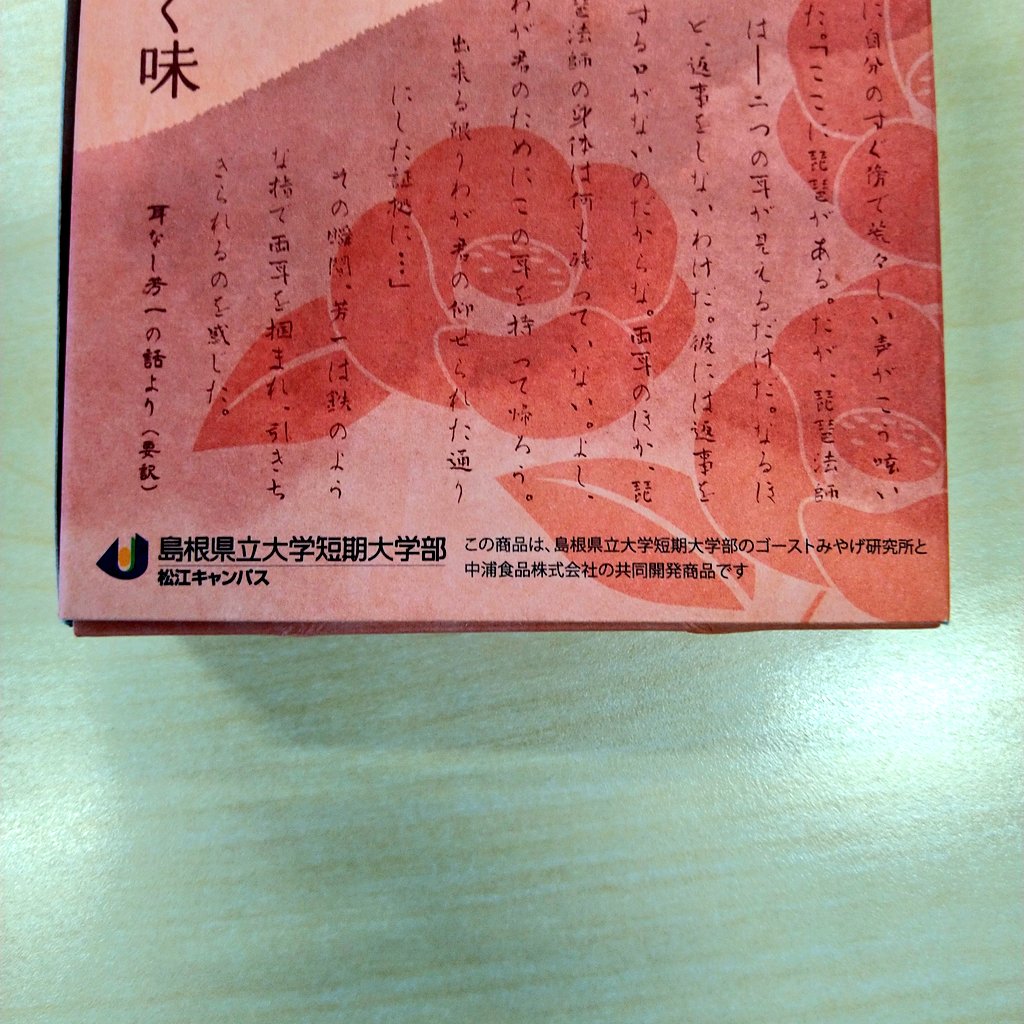 に自分のすぐ傍で荒々しい声がこう呟い
た。「ここに琵琶がある。だが、琵琶法師
は――二つの耳が見えるだけだ。なるほ
ど、返事をしないわけだ。彼には返事を
する口がないのだからな。両耳のほか、琵
琶法師の身体は何も残っていない。よし、
わが君のためにこの耳を持って帰ろう。
出来る限りわが君の仰せられた通り
にした証拠に…」
その瞬間、芳一は鉄のよう
な指で両耳を掴まれ、引きち
ぎられるのを感じた。
耳なし芳一の話より（要訳）
く味
島根県立大学短期大学部
松江キャンパス
この商品は、島根県立大学短期大学部のゴーストみやげ研究所と
中浦食品株式会社の共同開発商品です